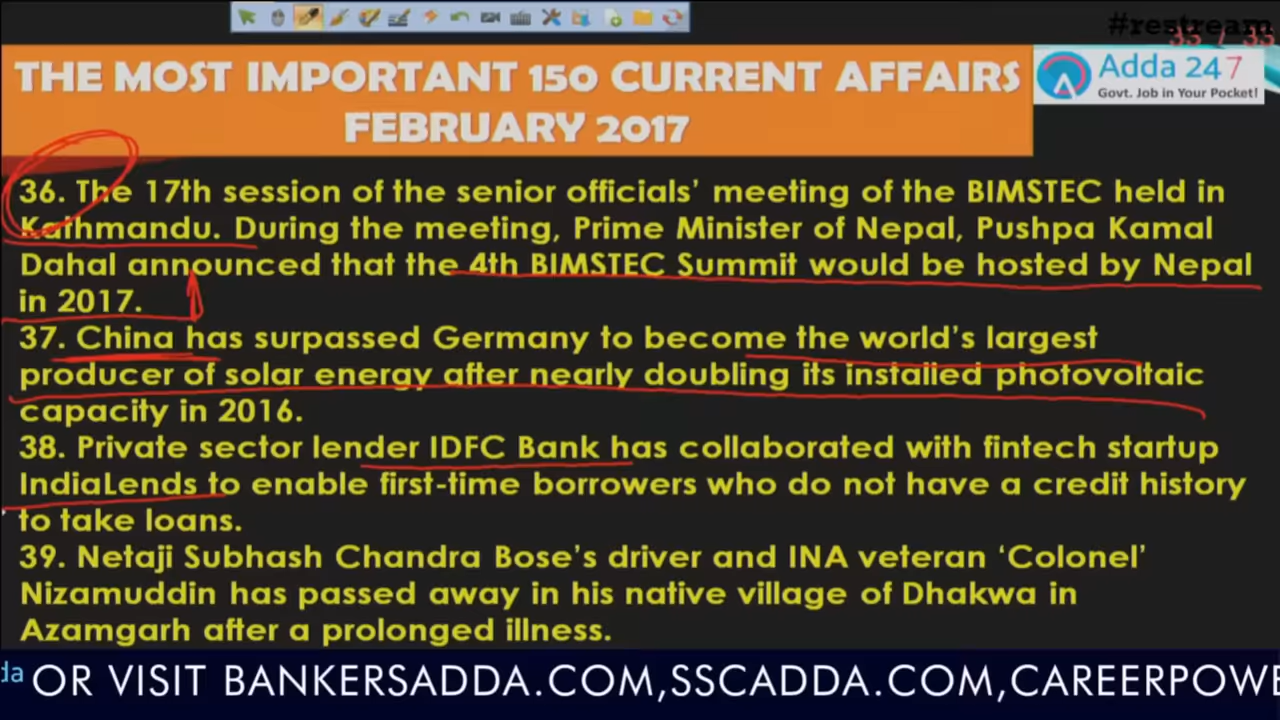 #restream
33 / 33
THE MOST IMPORTANT 150 CURRENT AFFAIRS
FEBRUARY 2017
Adda 247
Govt. Job in Your Pocket!
36. The 17th session of the senior officials' meeting of the BIMSTEC held in
Kathmandu. During the meeting, Prime Minister of Nepal, Pushpa Kamal
Dahal announced that the 4th BIMSTEC Summit would be hosted by Nepal
in 2017.
37. China has surpassed Germany to become the world's largest
producer of solar energy after nearly doubling its installed photovoltaic
capacity in 2016.
38. Private sector lender IDFC Bank has collaborated with fintech startup
IndiaLends to enable first-time borrowers who do not have a credit history
to take loans.
39. Netaji Subhash Chandra Bose's driver and INA veteran 'Colonel'
Nizamuddin has passed away in his native village of Dhakwa in
Azamgarh after a prolonged illness.
da OR VISIT BANKERSADDA.COM,SSCADDA.COM,CAREERPOWE